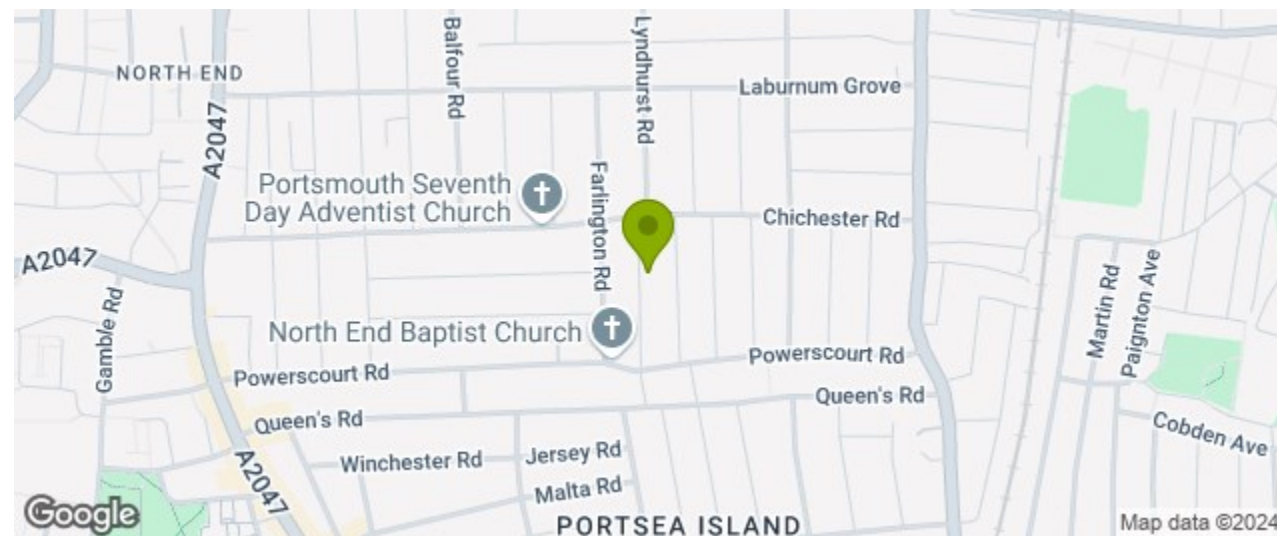 Balfour Rd
Lyndhurst Rd
NORTH END
Laburnum Grove
A2047
Portsmouth Seventh
Day Adventist Church
Farlington Rd
Chichester Rd
A2047
Gamble Rd
North End Baptist Church
Martin Rd
Paignton Ave
Powerscourt Rd
Powerscourt Rd
Queen's Rd
Queen's Rd
Cobden Ave
Winchester Rd
Jersey Rd
A2047
Malta Rd
Google
PORTSEA ISLAND
Map data ©2024